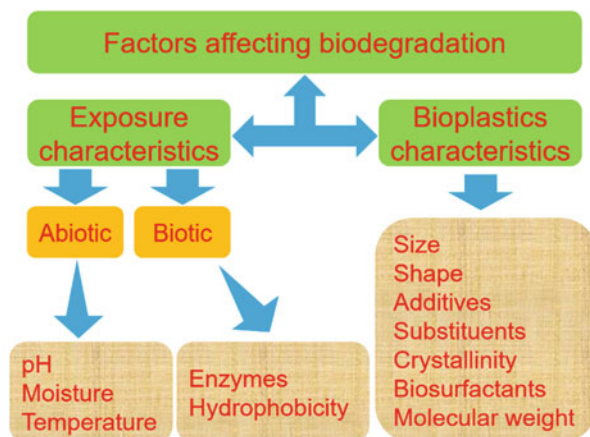 Factors affecting biodegradation
Exposure
characteristics
Bioplastics
characteristics
Abiotic
Biotic
pH
Moisture
Temperature
Enzymes
Hydrophobicity
Size
Shape
Additives
Substituents
Crystallinity
Biosurfactants
Molecular weight